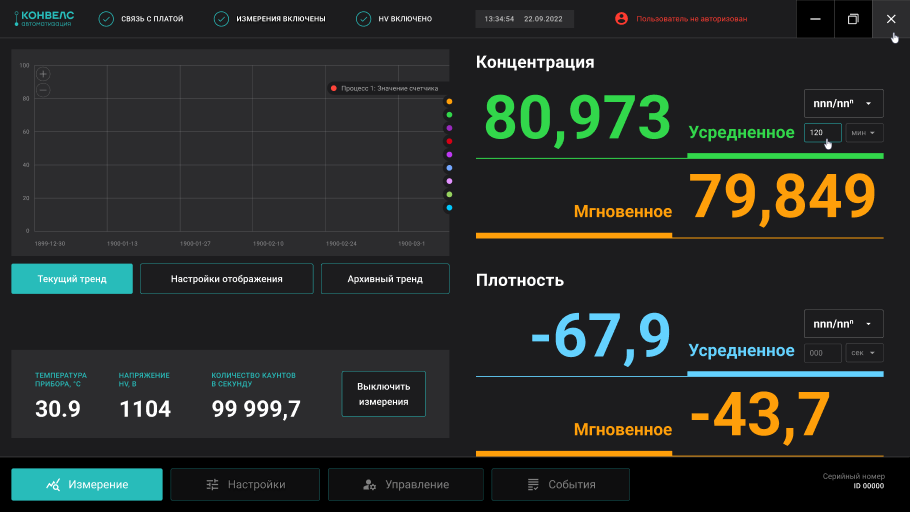 КОНВЕЛС
автоматизация
СВЯЗЬ С ПЛАТОЙ
ИЗМЕРЕНИЯ ВКЛЮЧЕНЫ
HV ВКЛЮЧЕНО
13:34:54 22.09.2022
Пользователь не авторизован
100
80
60
40
20
0
Процесс 1: Значение счетчика
1899-12-30
1900-01-13
1900-01-27
1900-02-10
1900-02-24
1900-03-1
Текущий тренд
Настройки отображения
Архивный тренд
ТЕМПЕРАТУРА
ПРИБОРА, °C
30.9
НАПРЯЖЕНИЕ
HV, В
1104
КОЛИЧЕСТВО КАУНТОВ
В СЕКУНДУ
99 999,7
Выключить
измерения
Концентрация
80,973
Усредненное
nnn/nnⁿ
120
мин
Мгновенное
79,849
Плотность
-67,9
Усредненное
nnn/nnⁿ
000
сек
Мгновенное
-43,7
Измерение
Настройки
Управление
События
Серийный номер
ID 00000